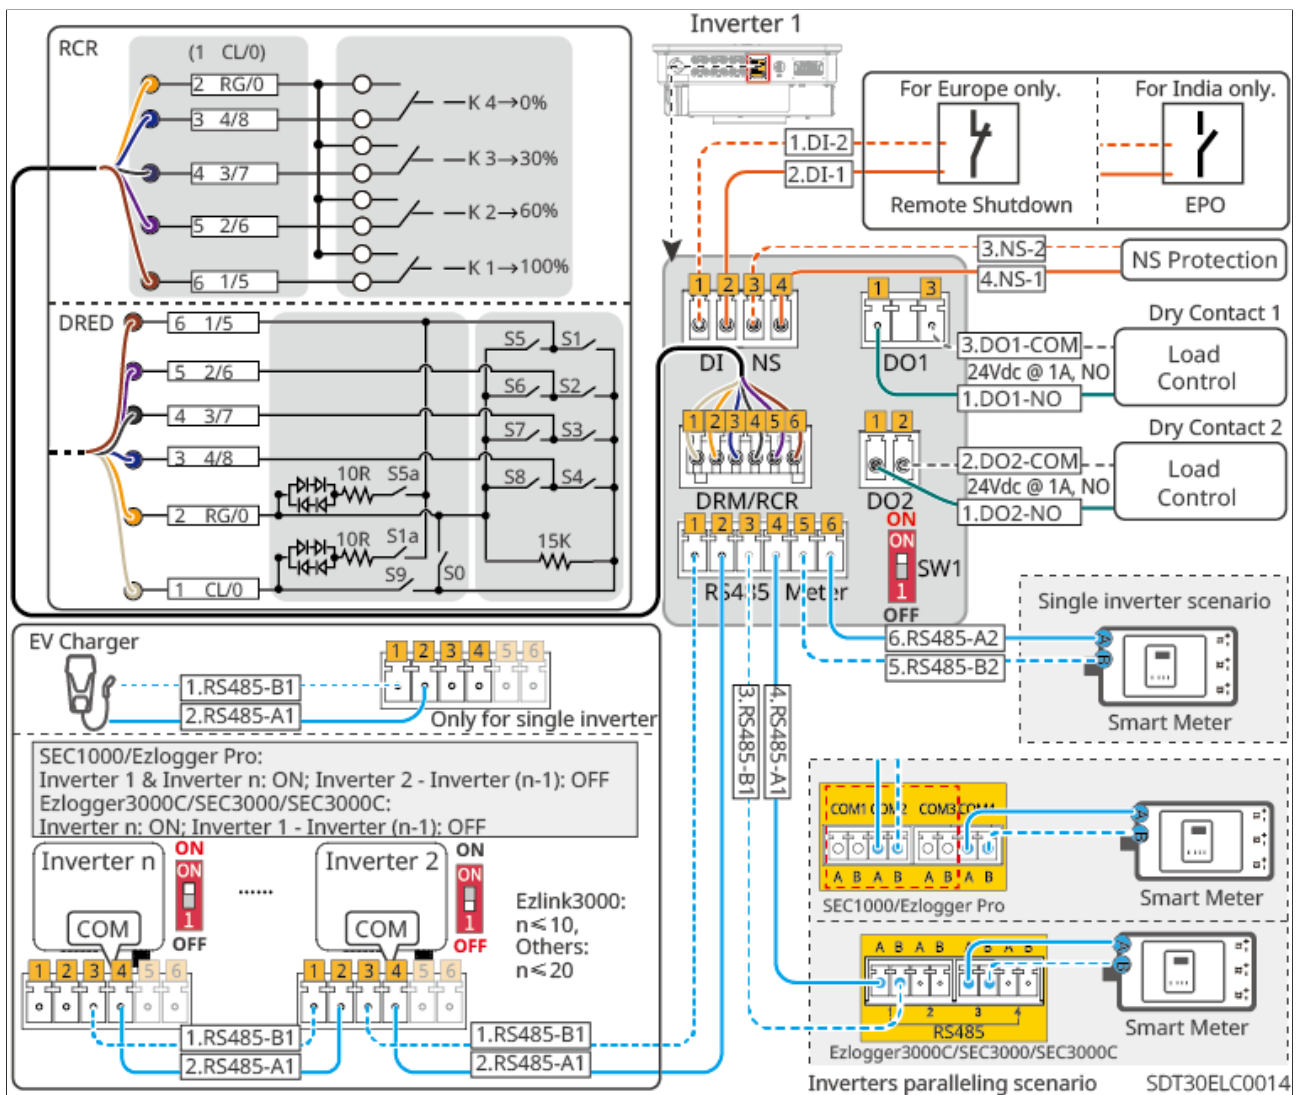 Inverter 1
RCR
(1 CL/0)
2 RG/0
3 4/8
4 3/7
5 2/6
6 1/5
K 4→0%
K 3→30%
K 2→60%
K 1→100%
DRED
6 1/5
5 2/6
4 3/7
3 4/8
2 RG/0
1 CL/0
10R
S5a
10R
S1a
S9
S0
S5
S1
S6
S2
S7
S3
S8
S4
15K
For Europe only.
For India only.
1.DI-2
2.DI-1
Remote Shutdown
EPO
3.NS-2
4.NS-1
NS Protection
1 2 3 4
DI NS
1 3
DO1
Dry Contact 1
3.DO1-COM
24Vdc @ 1A, NO
1.DO1-NO
Load
Control
1 2 3 4 5 6
DRM/RCR
1 2
DO2
Dry Contact 2
2.DO2-COM
24Vdc @ 1A, NO
1.DO2-NO
Load
Control
1 2 3 4 5 6
RS485 Meter
ON
ON
1
OFF
SW1
6.RS485-A2
5.RS485-B2
Single inverter scenario
A
B
Smart Meter
3.RS485-B1
4.RS485-A1
EV Charger
1.RS485-B1
2.RS485-A1
1 2 3 4 5 6
Only for single inverter
SEC1000/Ezlogger Pro:
Inverter 1 & Inverter n: ON; Inverter 2 - Inverter (n-1): OFF
Ezlogger3000C/SEC3000/SEC3000C:
Inverter n: ON; Inverter 1 - Inverter (n-1): OFF
Inverter n
COM
ON
ON
1
OFF
......
Inverter 2
COM
ON
ON
1
OFF
Ezlink3000:
n≤10,
Others:
n≤20
1 2 3 4 5 6
1 2 3 4 5 6
1.RS485-B1
2.RS485-A1
1.RS485-B1
2.RS485-A1
COM1 COM2 COM3 COM4
A B A B A B A B
SEC1000/Ezlogger Pro
A
B
Smart Meter
A B A B A B A B
1 2 3 4
RS485
Ezlogger3000C/SEC3000/SEC3000C
A
B
Smart Meter
Inverters paralleling scenario
SDT30ELC0014